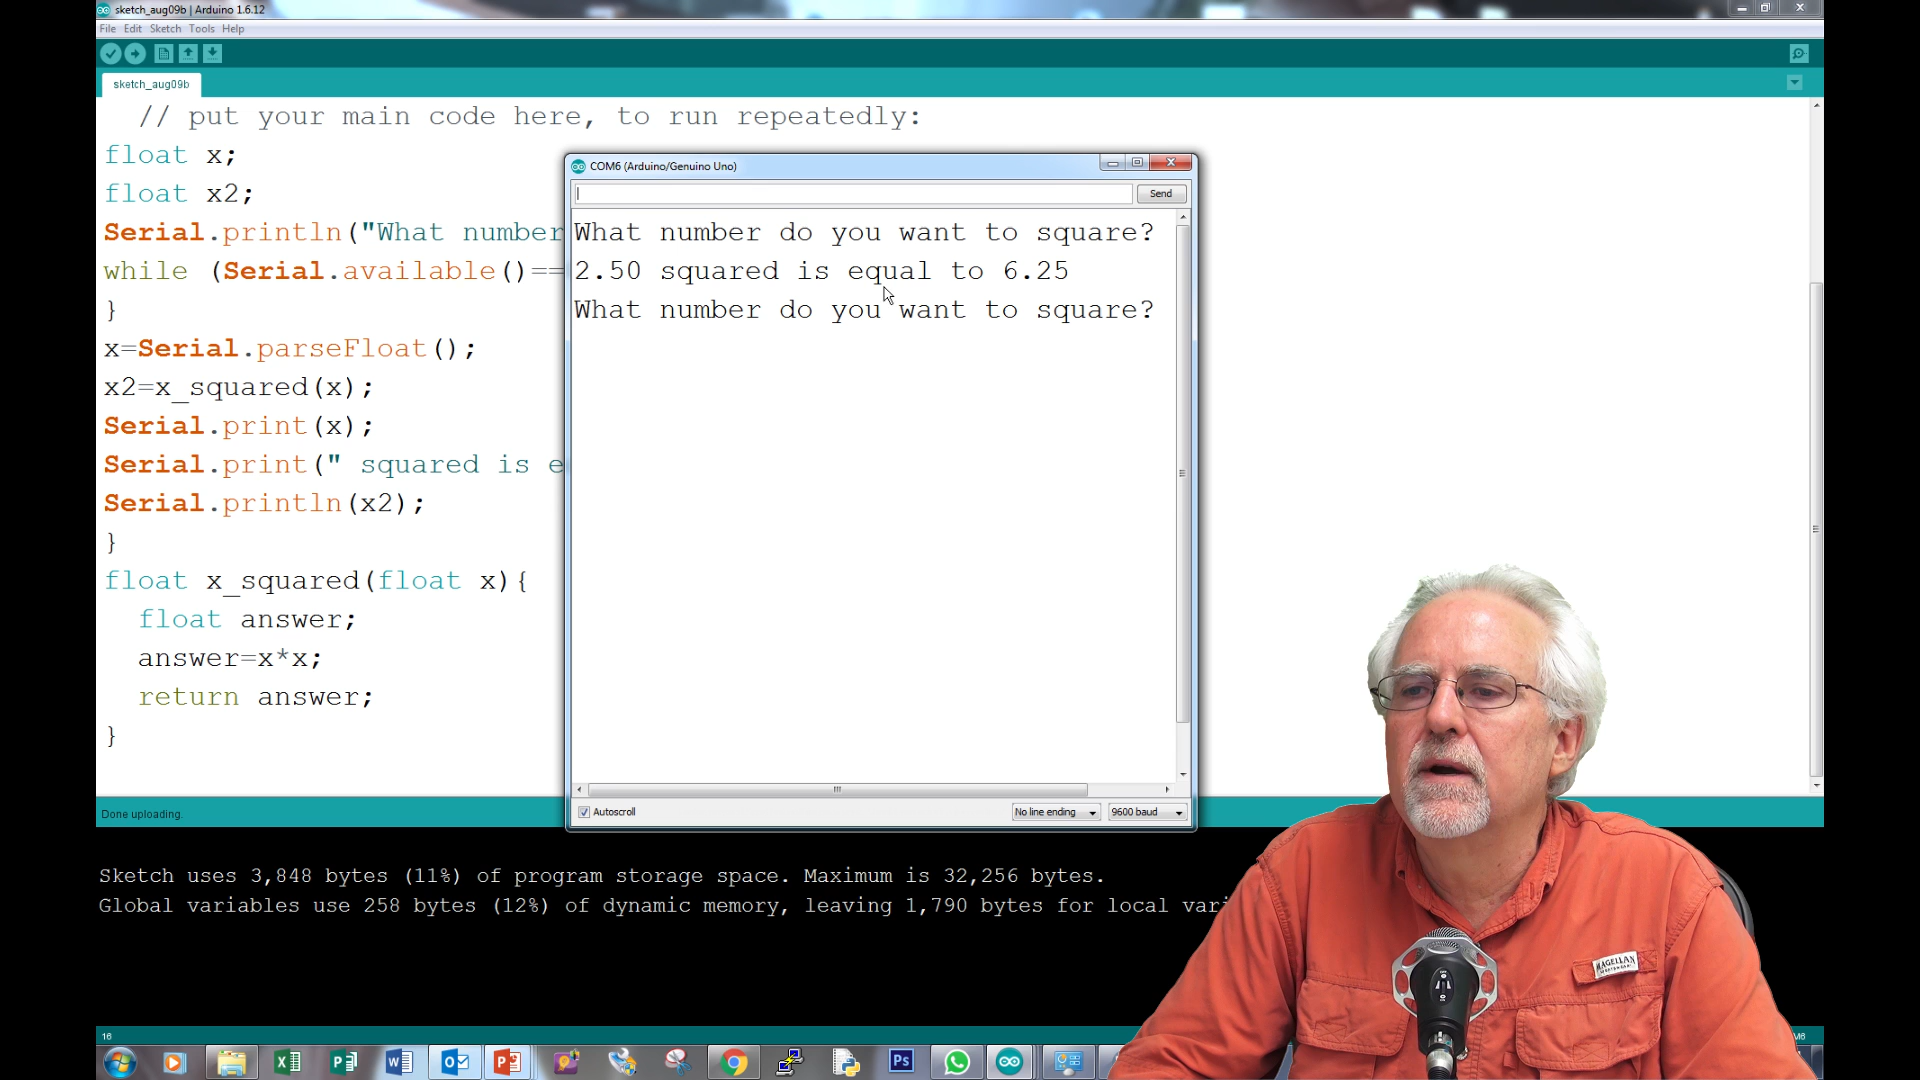 sketch_aug09b | Arduino 1.6.12
File Edit Sketch Tools Help
sketch_aug09b
// put your main code here, to run repeatedly:
float x;
float x2;
Serial.println("What number
while (Serial.available()==
}
x=Serial.parseFloat();
x2=x_squared(x);
Serial.print(x);
Serial.print(" squared is e
Serial.println(x2);
}
float x_squared(float x){
float answer;
answer=x*x;
return answer;
}
COM6 (Arduino/Genuino Uno)
Send
What number do you want to square?
2.50 squared is equal to 6.25
What number do you want to square?
Autoscroll
No line ending
9600 baud
Done uploading.
Sketch uses 3,848 bytes (11%) of program storage space. Maximum is 32,256 bytes.
Global variables use 258 bytes (12%) of dynamic memory, leaving 1,790 bytes for local vari
MAGELLAN
16
Ps